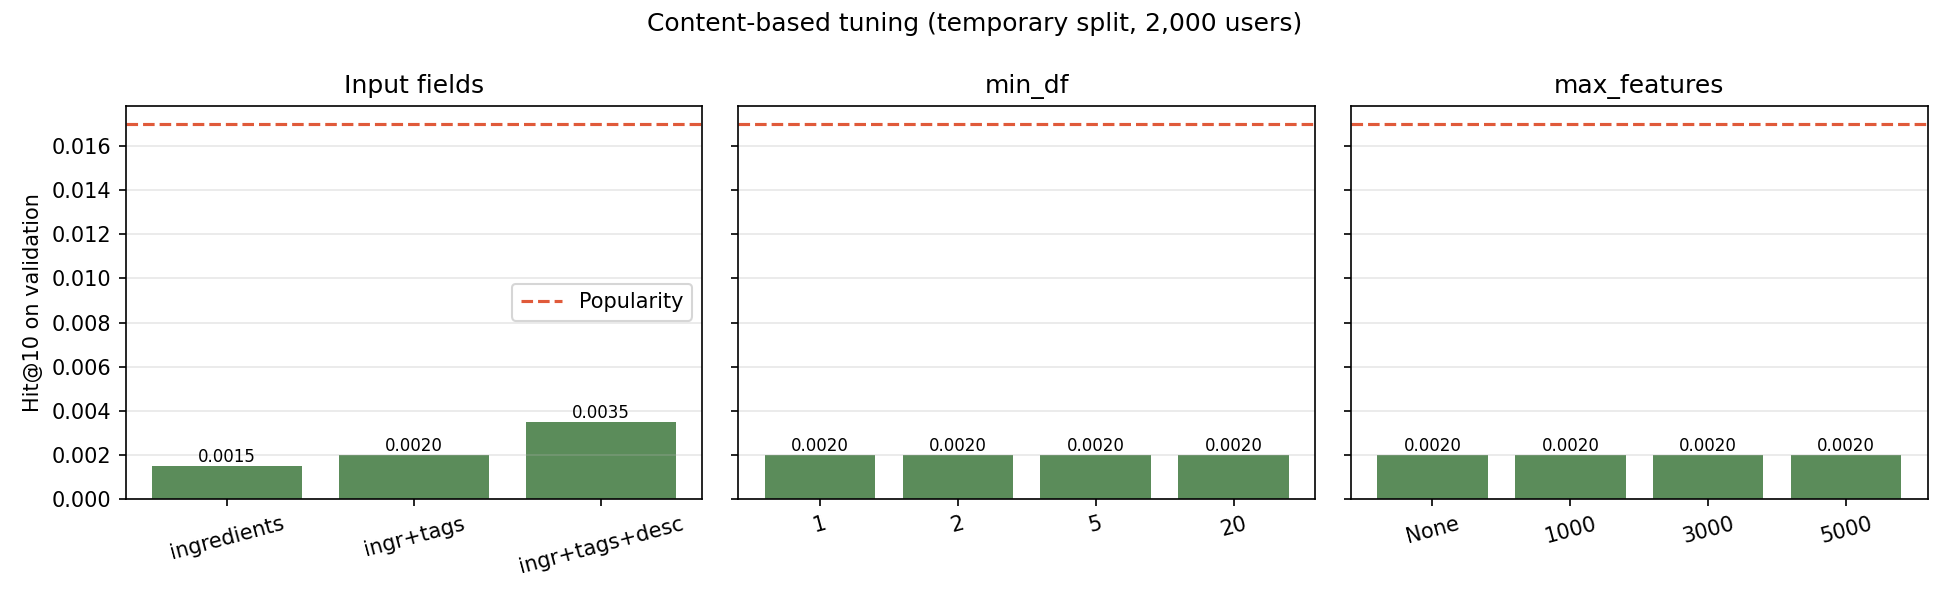 Content-based tuning (temporary split, 2,000 users)
Input fields
min_df
max_features
Hit@10 on validation
0.016
0.014
0.012
0.010
0.008
0.006
0.004
0.002
0.000
Popularity
0.0015
0.0020
0.0035
ingredients
ingr+tags
ingr+tags+desc
0.0020
0.0020
0.0020
0.0020
1
2
5
20
0.0020
0.0020
0.0020
0.0020
None
1000
3000
5000